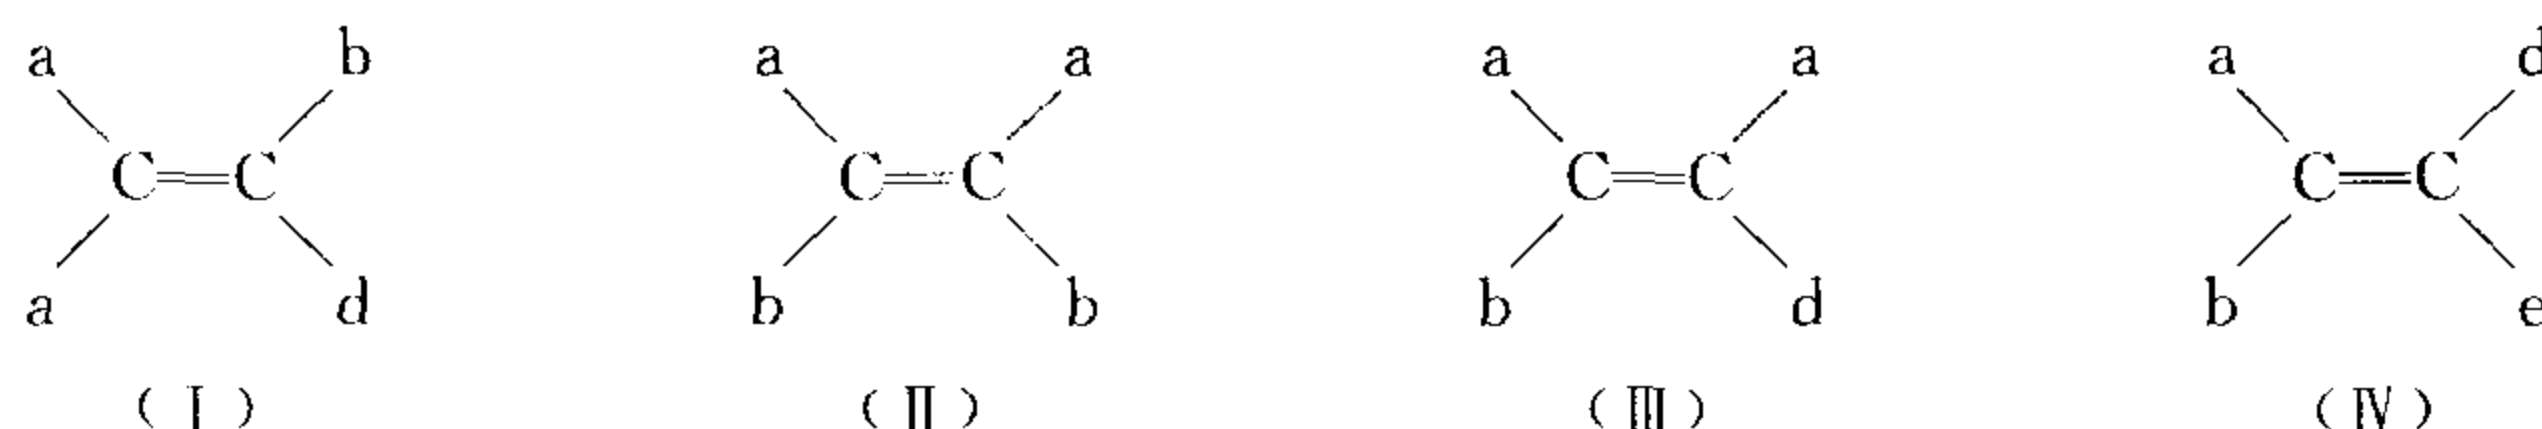 a b a a a a a d
C=C C=C C=C C=C
a d b b b d b e
(Ⅰ) (Ⅱ) (Ⅲ) (Ⅳ)